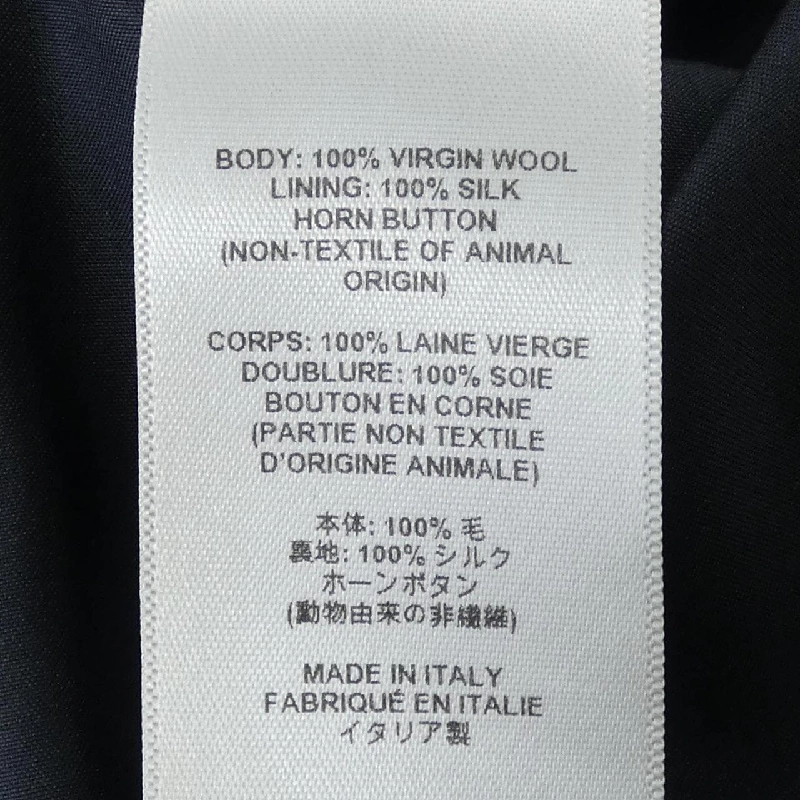 BODY: 100% VIRGIN WOOL
LINING: 100% SILK
HORN BUTTON
(NON-TEXTILE OF ANIMAL
ORIGIN)
CORPS: 100% LAINE VIERGE
DOUBLURE: 100% SOIE
BOUTON EN CORNE
(PARTIE NON TEXTILE
D'ORIGINE ANIMALE)
本体: 100% 毛
裏地: 100% シルク
ホーンボタン
(動物由来の非繊維)
MADE IN ITALY
FABRIQUÉ EN ITALIE
イタリア製